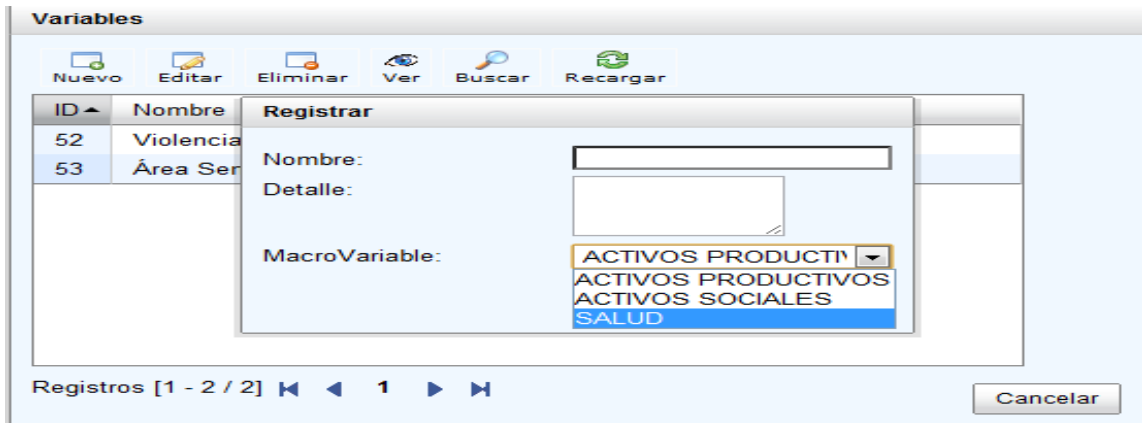 Variables
Nuevo Editar Eliminar Ver Buscar Recargar
ID Nombre
52 Violencia
53 Área Ser
Registrar
Nombre:
Detalle:
MacroVariable: ACTIVOS PRODUCTIV
ACTIVOS PRODUCTIVOS
ACTIVOS SOCIALES
SALUD
Registros [1 - 2 / 2] 1
Cancelar